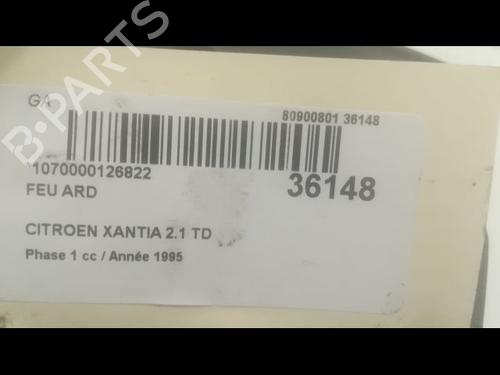 GA
80900801 36148
1070000126822
36148
FEU ARD
CITROEN XANTIA 2.1 TD
Phase 1 cc / Année 1995
B-PARTS